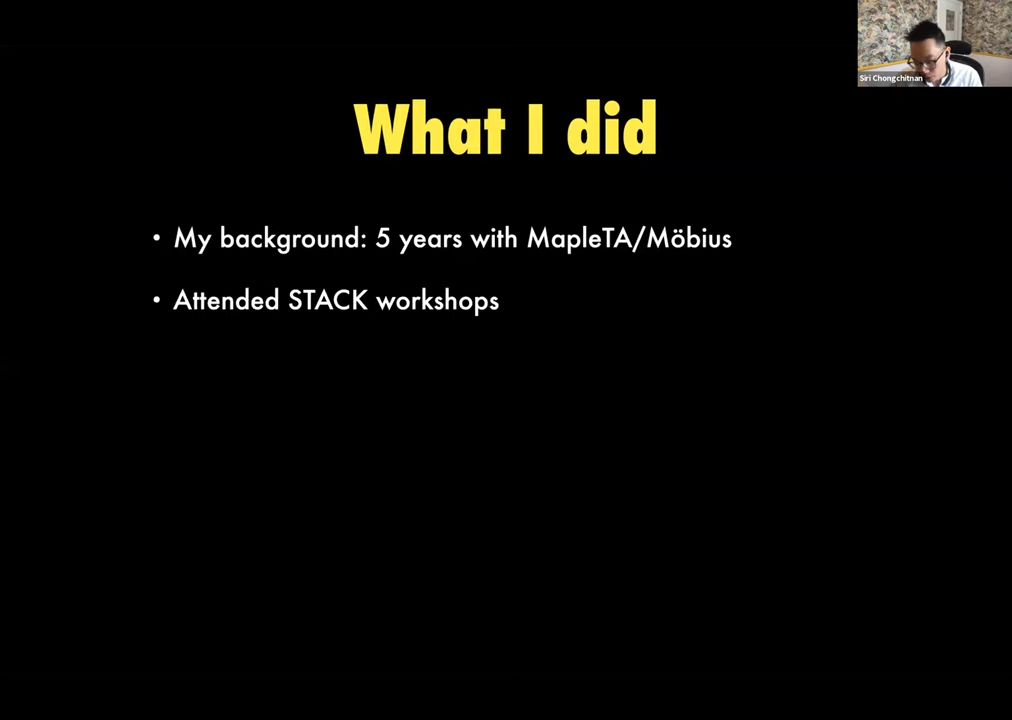 Siri Chongchitnan
What I did
• My background: 5 years with MapleTA/Möbius
• Attended STACK workshops